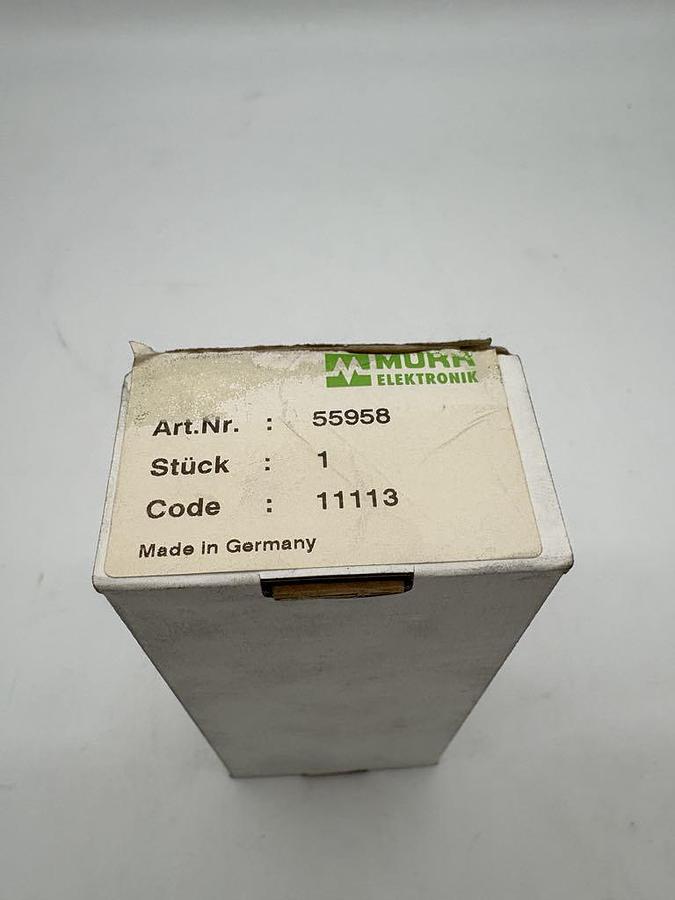 MURR
ELEKTRONIK
Art.Nr. : 55958
Stück : 1
Code : 11113
Made in Germany